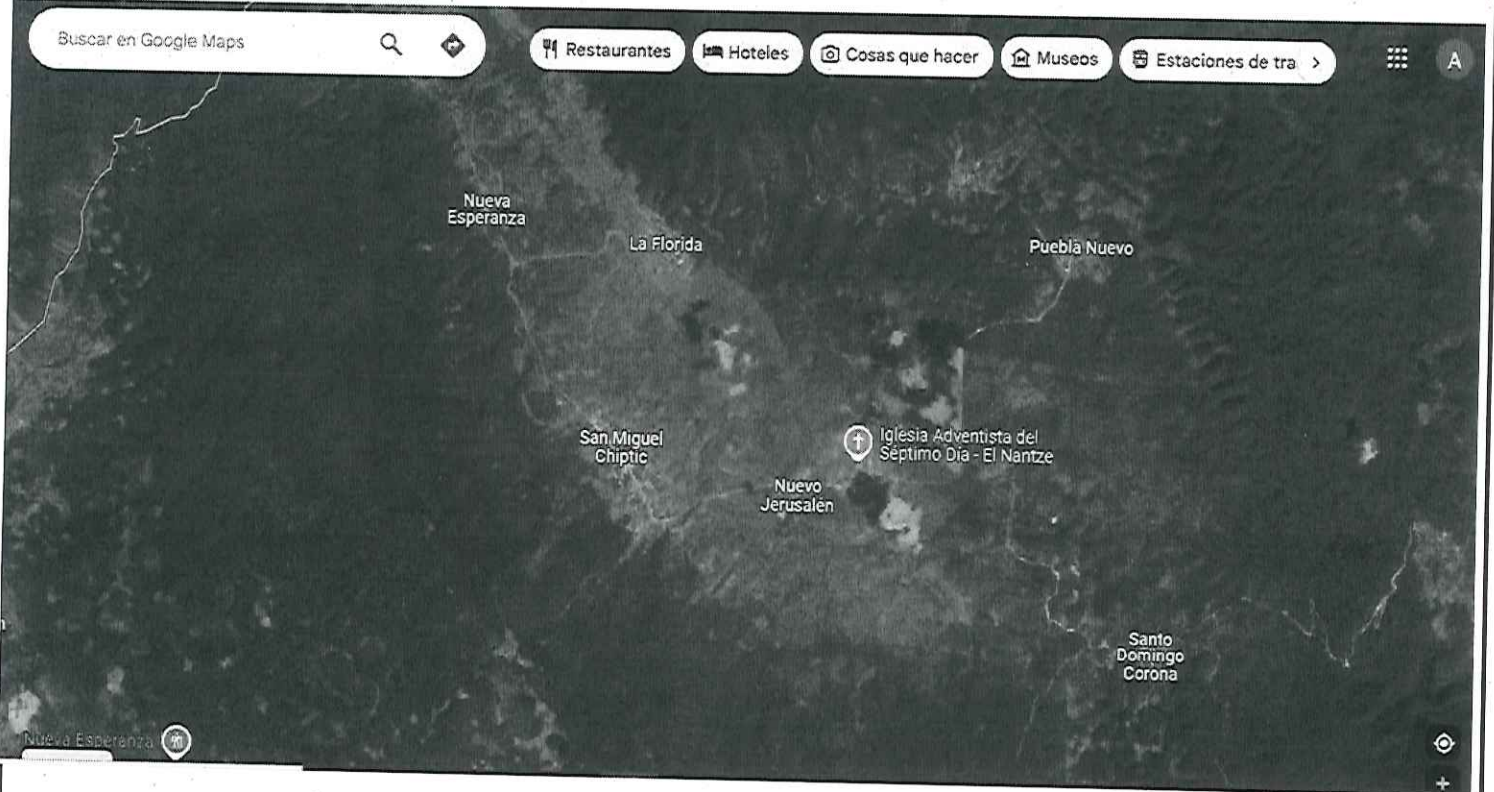 Buscar en Google Maps
Restaurantes
Hoteles
Cosas que hacer
Museos
Estaciones de tra
A
Nueva
Esperanza
La Florida
Puebla Nuevo
San Miguel
Chiptic
Iglesia Adventista del
Séptimo Día - El Nantze
Nuevo
Jerusalén
Santo
Domingo
Corona
Nueva Esperanza